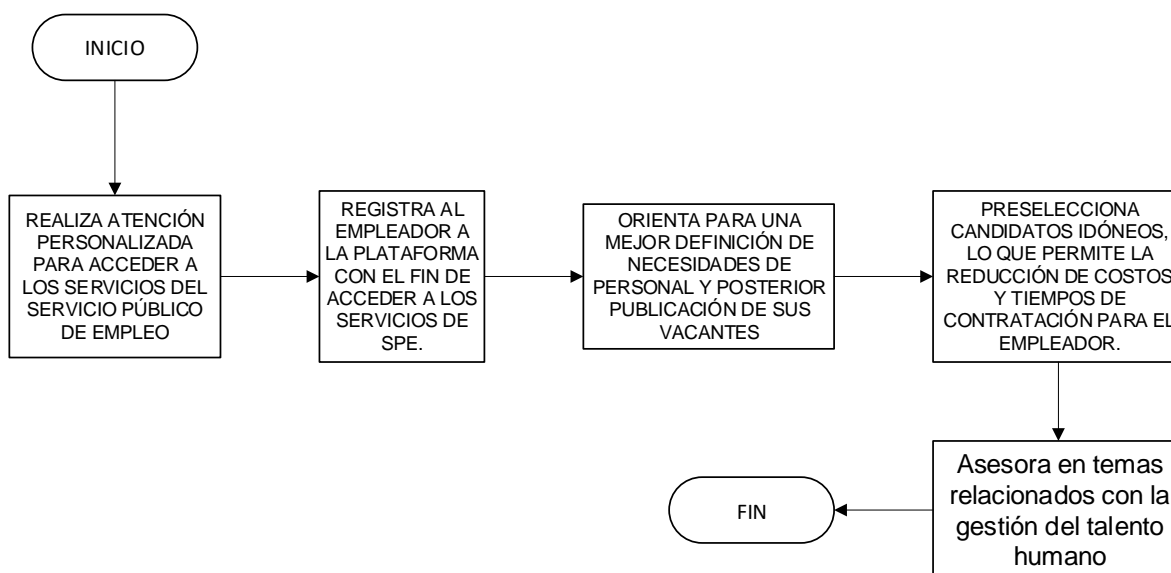 INICIO
REALIZA ATENCIÓN
PERSONALIZADA
PARA ACCEDER A
LOS SERVICIOS DEL
SERVICIO PÚBLICO
DE EMPLEO
REGISTRA AL
EMPLEADOR A
LA PLATAFORMA
CON EL FIN DE
ACCEDER A LOS
SERVICIOS DE
SPE.
ORIENTA PARA UNA
MEJOR DEFINICIÓN DE
NECESIDADES DE
PERSONAL Y POSTERIOR
PUBLICACIÓN DE SUS
VACANTES
PRESELECCIONA
CANDIDATOS IDÓNEOS,
LO QUE PERMITE LA
REDUCCIÓN DE COSTOS
Y TIEMPOS DE
CONTRATACIÓN PARA EL
EMPLEADOR.
Asesora en temas
relacionados con la
gestión del talento
humano
FIN